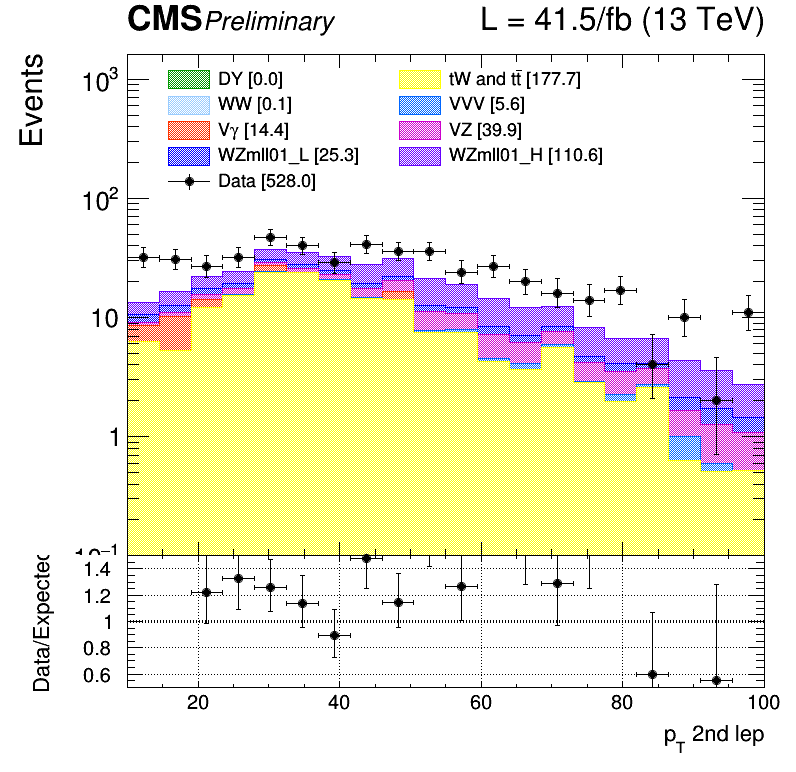 CMS Preliminary L = 41.5/fb (13 TeV)
Events
10³
10²
10
1
10⁻¹
DY [0.0]
tW and tt̄ [177.7]
WW [0.1]
VVV [5.6]
Vγ [14.4]
VZ [39.9]
WZmll01_L [25.3]
WZmll01_H [110.6]
Data [528.0]
Data/Expected
1.4
1.2
1
0.8
0.6
20 40 60 80 100
p_T 2nd lep